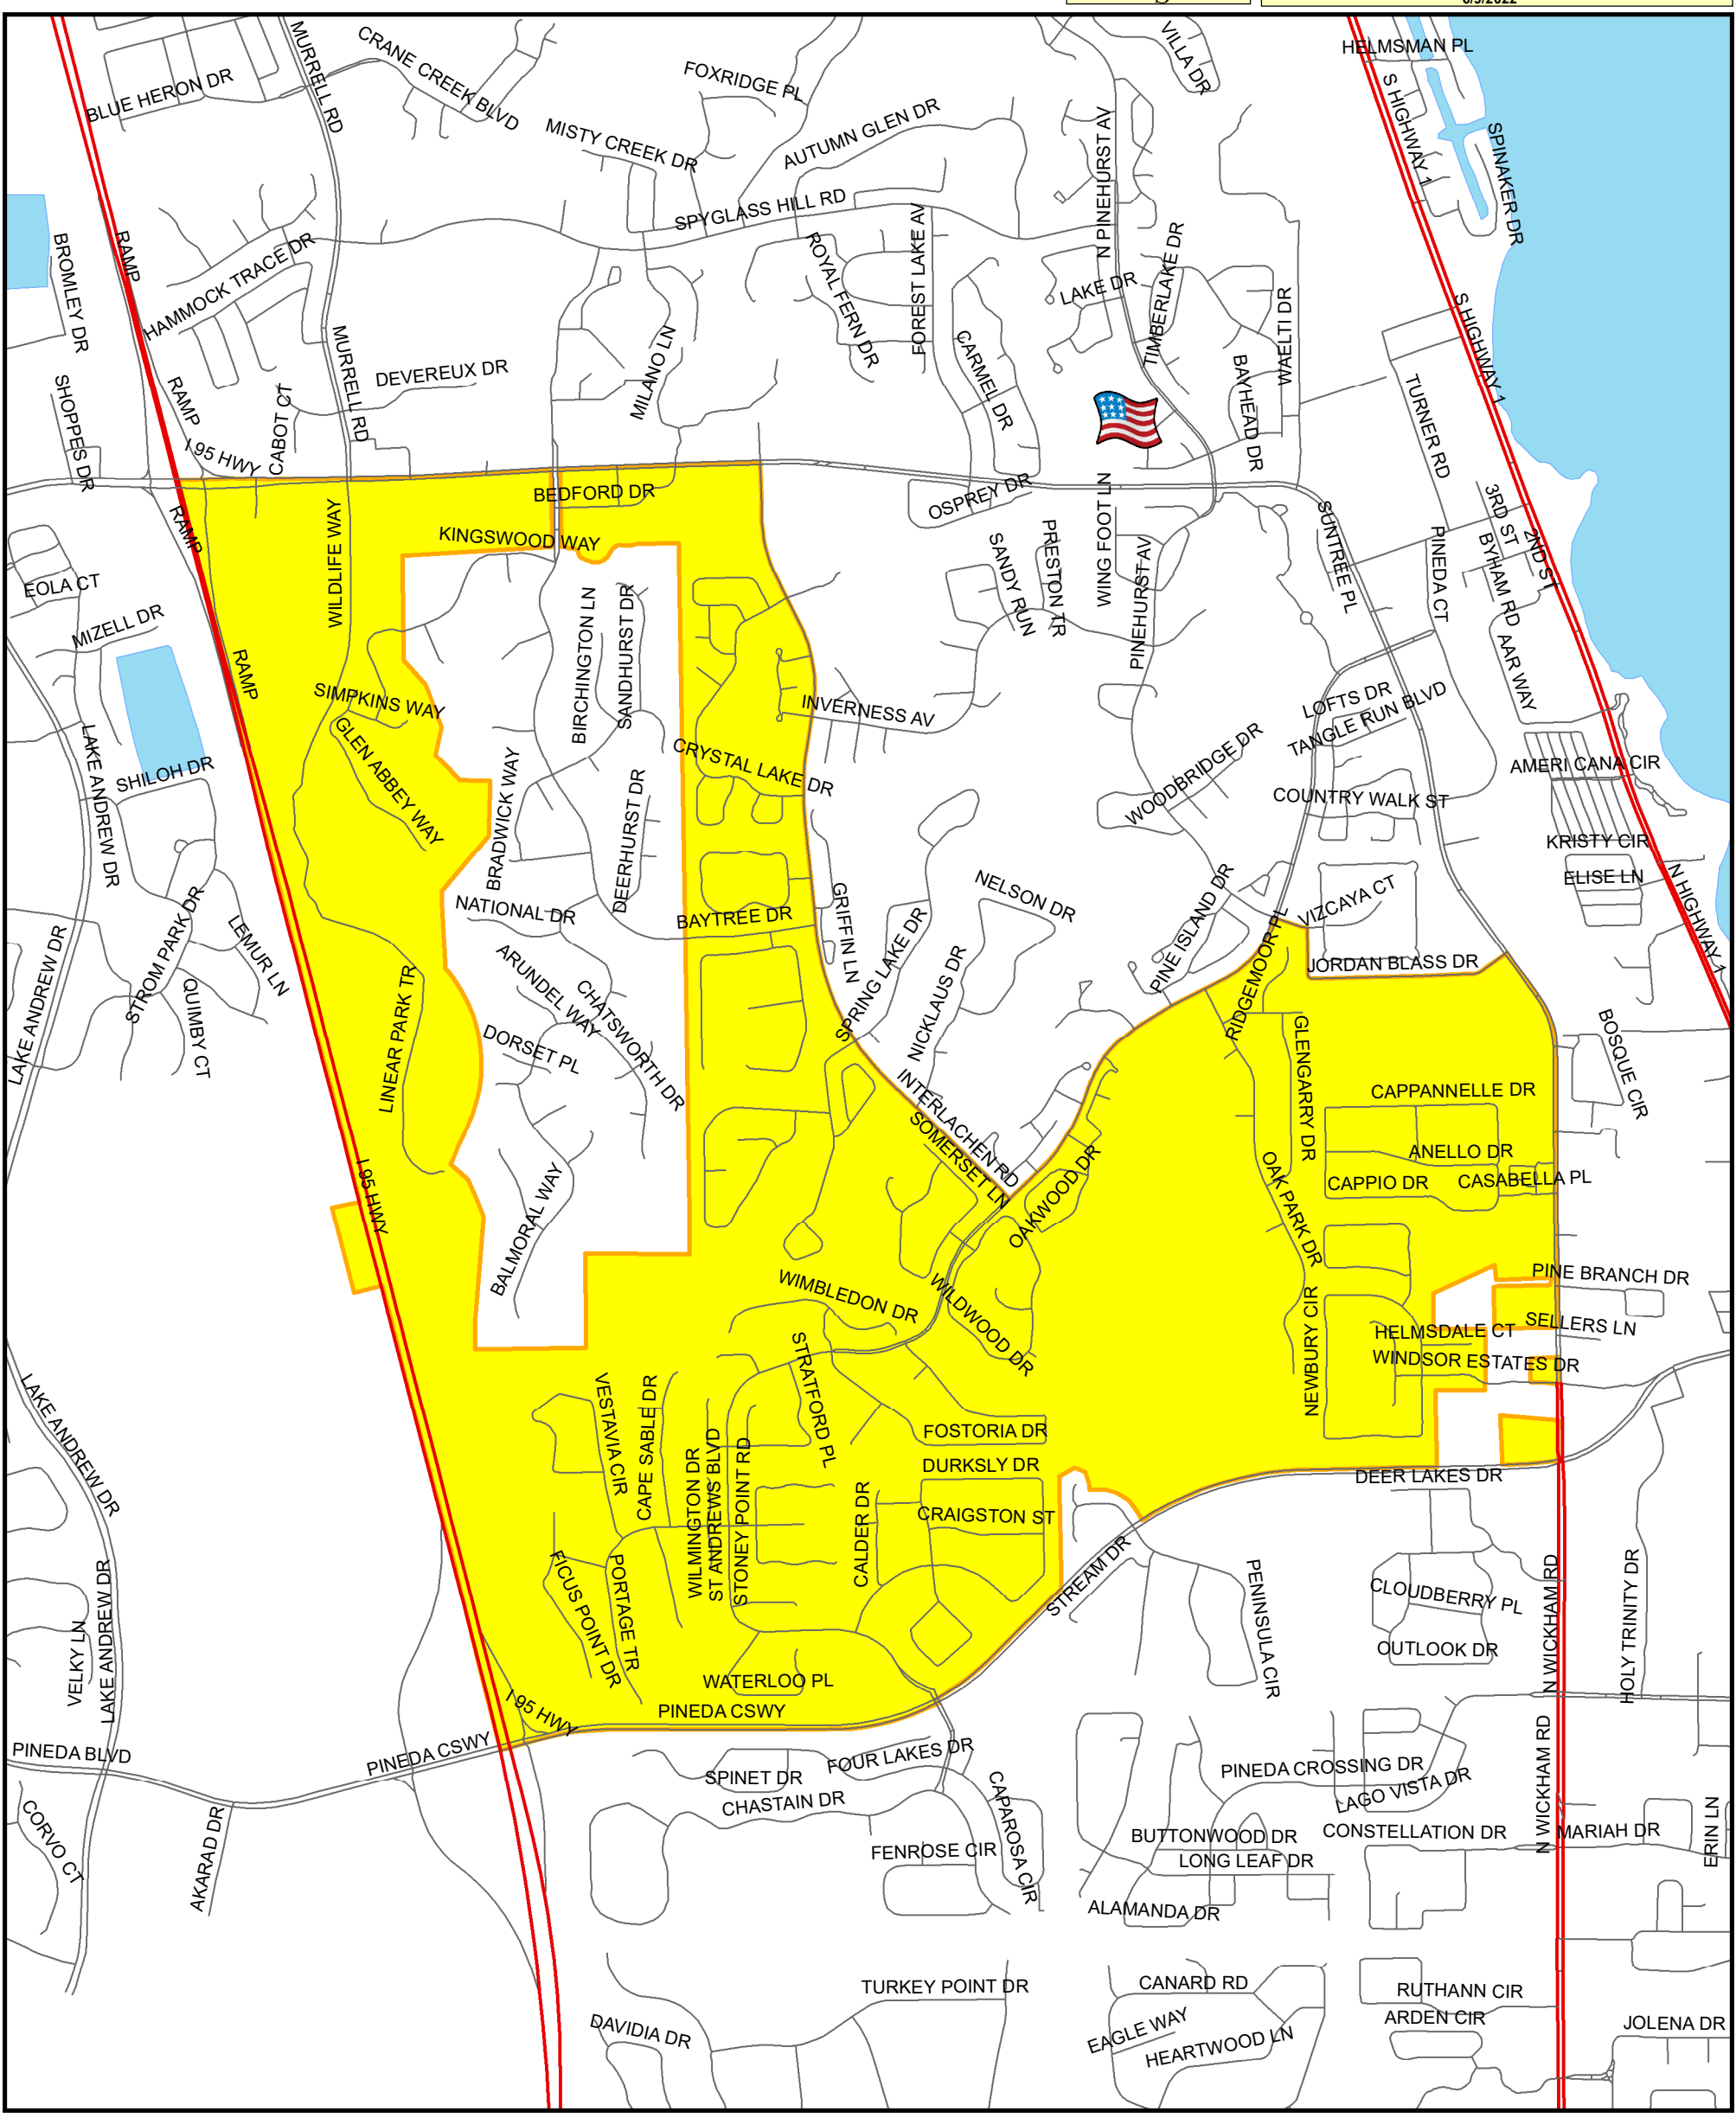 8/9/2022
HELMSMAN PL
VILLA DR
CRANE CREEK BLVD
MURRELL RD
FOXRIDGE PL
BLUE HERON DR
S HIGHWAY 1
AUTUMN GLEN DR
MISTY CREEK DR
N PINEHURST AV
SPINAKER DR
SPYGLASS HILL RD
FOREST LAKE AV
RAMP
BROMLEY DR
HAMMOCK TRACE DR
ROYAL FERN DR
TIMBERLAKE DR
LAKE DR
WAELTI DR
S HIGHWAY 1
MURRELL RD
MILANO LN
CARMEL DR
DEVEREUX DR
BAYHEAD DR
TURNER RD
SHOPPES DR
RAMP
CABOT CT
I 95 HWY
BEDFORD DR
OSPREY DR
WING FOOT LN
SUNTREE PL
3RD ST
2ND ST
RAMP
WILDLIFE WAY
KINGSWOOD WAY
SANDY RUN
PRESTON TR
PINEHURST AV
PINEDA CT
BYHAM RD
EOLA CT
MIZELL DR
BIRCHINGTON LN
SANDHURST DR
AAR WAY
RAMP
SIMPKINS WAY
INVERNESS AV
LOFTS DR
TANGLE RUN BLVD
GLEN ABBEY WAY
LAKE ANDREW DR
SHILOH DR
CRYSTAL LAKE DR
WOODBRIDGE DR
AMERI CANA CIR
BRADWICK WAY
DEERHURST DR
COUNTRY WALK ST
KRISTY CIR
ELISE LN
N HIGHWAY 1
NATIONAL DR
BAYTREE DR
GRIFFIN LN
NELSON DR
VIZCAYA CT
STROM PARK DR
LEMUR LN
LAKE ANDREW DR
ARUNDEL WAY
SPRING LAKE DR
PINE ISLAND DR
RIDGEMOOR PL
JORDAN BLASS DR
QUIMBY CT
LINEAR PARK TR
CHATSWORTH DR
DORSET PL
NICKLAUS DR
GLENGARRY DR
BOSQUE CIR
INTERLACHEN RD
SOMERSET LN
CAPPANNELLE DR
ANELLO DR
CAPPIO DR
CASABELLA PL
I 95 HWY
BALMORAL WAY
OAKWOOD DR
OAK PARK DR
WIMBLEDON DR
WILDWOOD DR
PINE BRANCH DR
NEWBURY CIR
SELLERS LN
HELMSDALE CT
WINDSOR ESTATES DR
STRATFORD PL
LAKE ANDREW DR
VESTAVIA CIR
CAPE SABLE DR
FOSTORIA DR
WILMINGTON DR
ST ANDREWS BLVD
STONEY POINT RD
DURKSLY DR
DEER LAKES DR
CALDER DR
CRAIGSTON ST
STREAM DR
FICUS POINT DR
PORTAGE TR
PENINSULA CIR
CLOUDBERRY PL
N WICKHAM RD
HOLY TRINITY DR
VELKY LN
LAKE ANDREW DR
OUTLOOK DR
WATERLOO PL
I 95 HWY
PINEDA CSWY
PINEDA BLVD
PINEDA CSWY
FOUR LAKES DR
SPINET DR
CHASTAIN DR
CAPAROSA CIR
PINEDA CROSSING DR
LAGO VISTA DR
N WICKHAM RD
CORVO CT
AKARAD DR
BUTTONWOOD DR
CONSTELLATION DR
MARIAH DR
ERIN LN
FENROSE CIR
LONG LEAF DR
ALAMANDA DR
TURKEY POINT DR
CANARD RD
RUTHANN CIR
ARDEN CIR
DAVIDIA DR
EAGLE WAY
HEARTWOOD LN
JOLENA DR